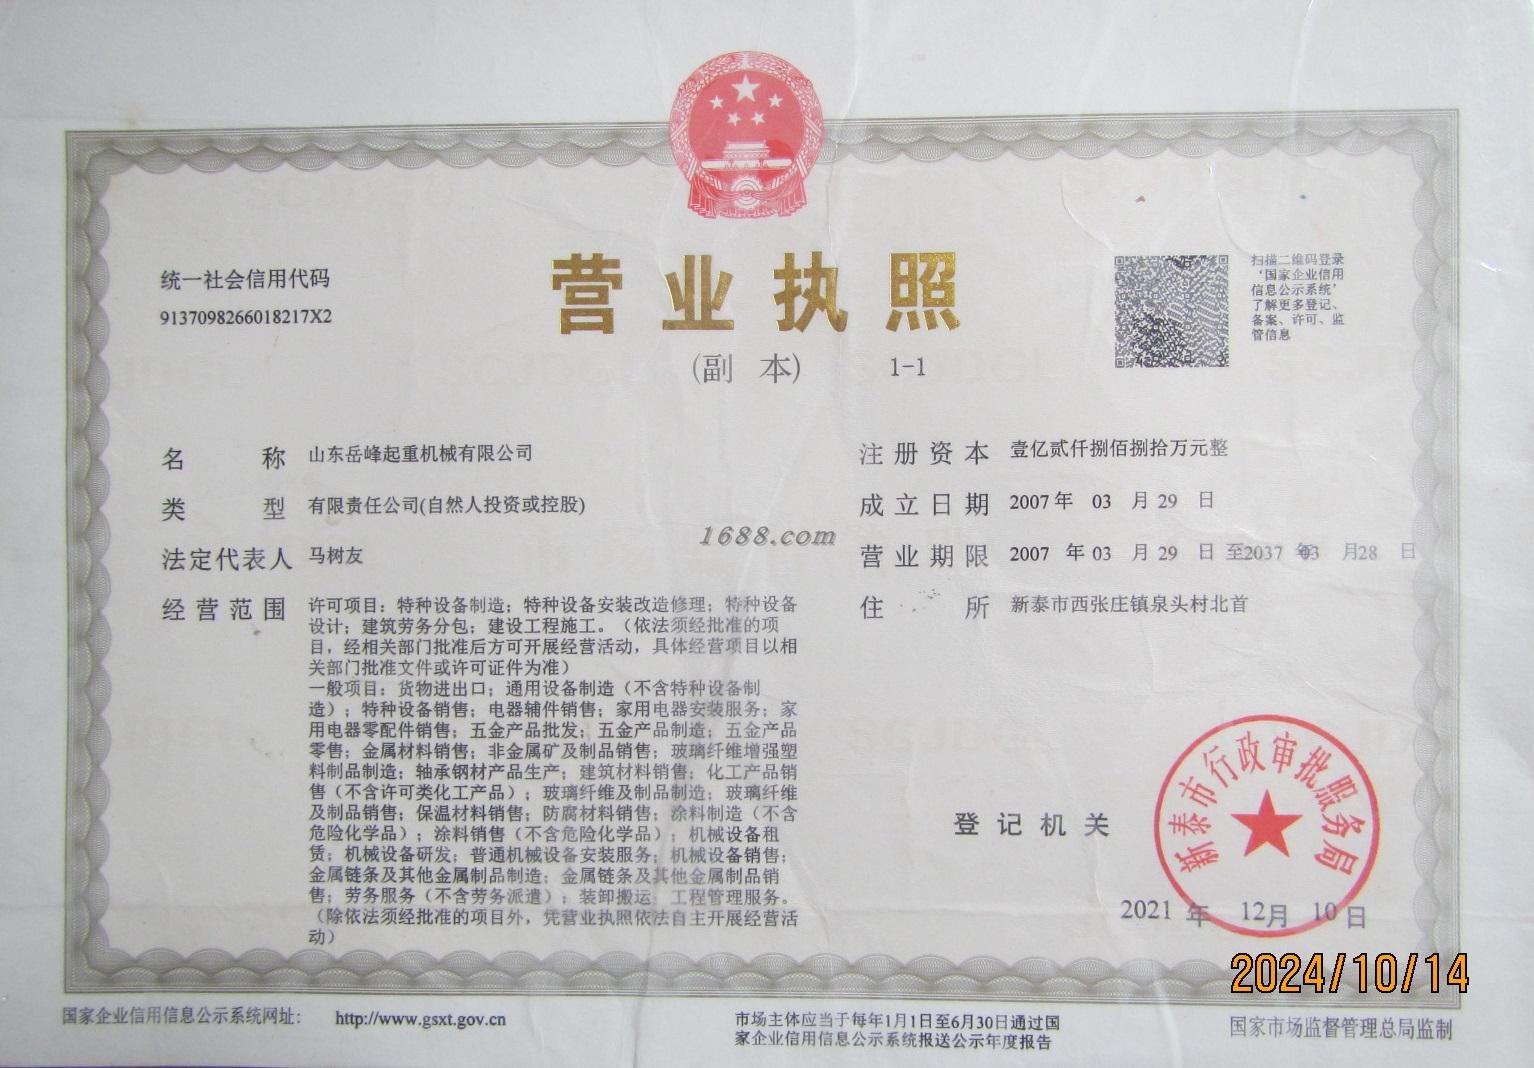 统一社会信用代码
9137098266018217X2
营业执照
(副 本) 1-1
扫描二维码登录
‘国家企业信用
信息公示系统’
了解更多登记、
备案、许可、监
管信息
名 称 山东岳峰起重机械有限公司
类 型 有限责任公司(自然人投资或控股)
法定代表人 马树友
经营范围 许可项目：特种设备制造；特种设备安装改造修理；特种设备
设计；建筑劳务分包；建设工程施工。（依法须经批准的项
目，经相关部门批准后方可开展经营活动，具体经营项目以相
关部门批准文件或许可证件为准）
一般项目：货物进出口；通用设备制造（不含特种设备制
造）；特种设备销售；电器辅件销售；家用电器安装服务；家
用电器零配件销售；五金产品批发；五金产品制造；五金产品
零售；金属材料销售；非金属矿及制品销售；玻璃纤维增强塑
料制品制造；轴承钢材产品生产；建筑材料销售；化工产品销
售（不含许可类化工产品）；玻璃纤维及制品制造；玻璃纤维
及制品销售；保温材料销售；防腐材料销售；涂料制造（不含
危险化学品）；涂料销售（不含危险化学品）；机械设备租
赁；机械设备研发；普通机械设备安装服务；机械设备销售；
金属链条及其他金属制品制造；金属链条及其他金属制品销
售；劳务服务（不含劳务派遣）；装卸搬运；工程管理服务。
（除依法须经批准的项目外，凭营业执照依法自主开展经营活
动）
注册资本 壹亿贰仟捌佰捌拾万元整
成立日期 2007年 03 月 29 日
营业期限 2007 年 03 月 29 日 至2037 年03 月28 日
住 所 新泰市西张庄镇泉头村北首
1688.com
登记机关
新泰市行政审批服务局
2021 年 12月 10日
2024/10/14
国家企业信用信息公示系统网址： http://www.gsxt.gov.cn
市场主体应当于每年1月1日至6月30日通过国
家企业信用信息公示系统报送公示年度报告
国家市场监督管理总局监制